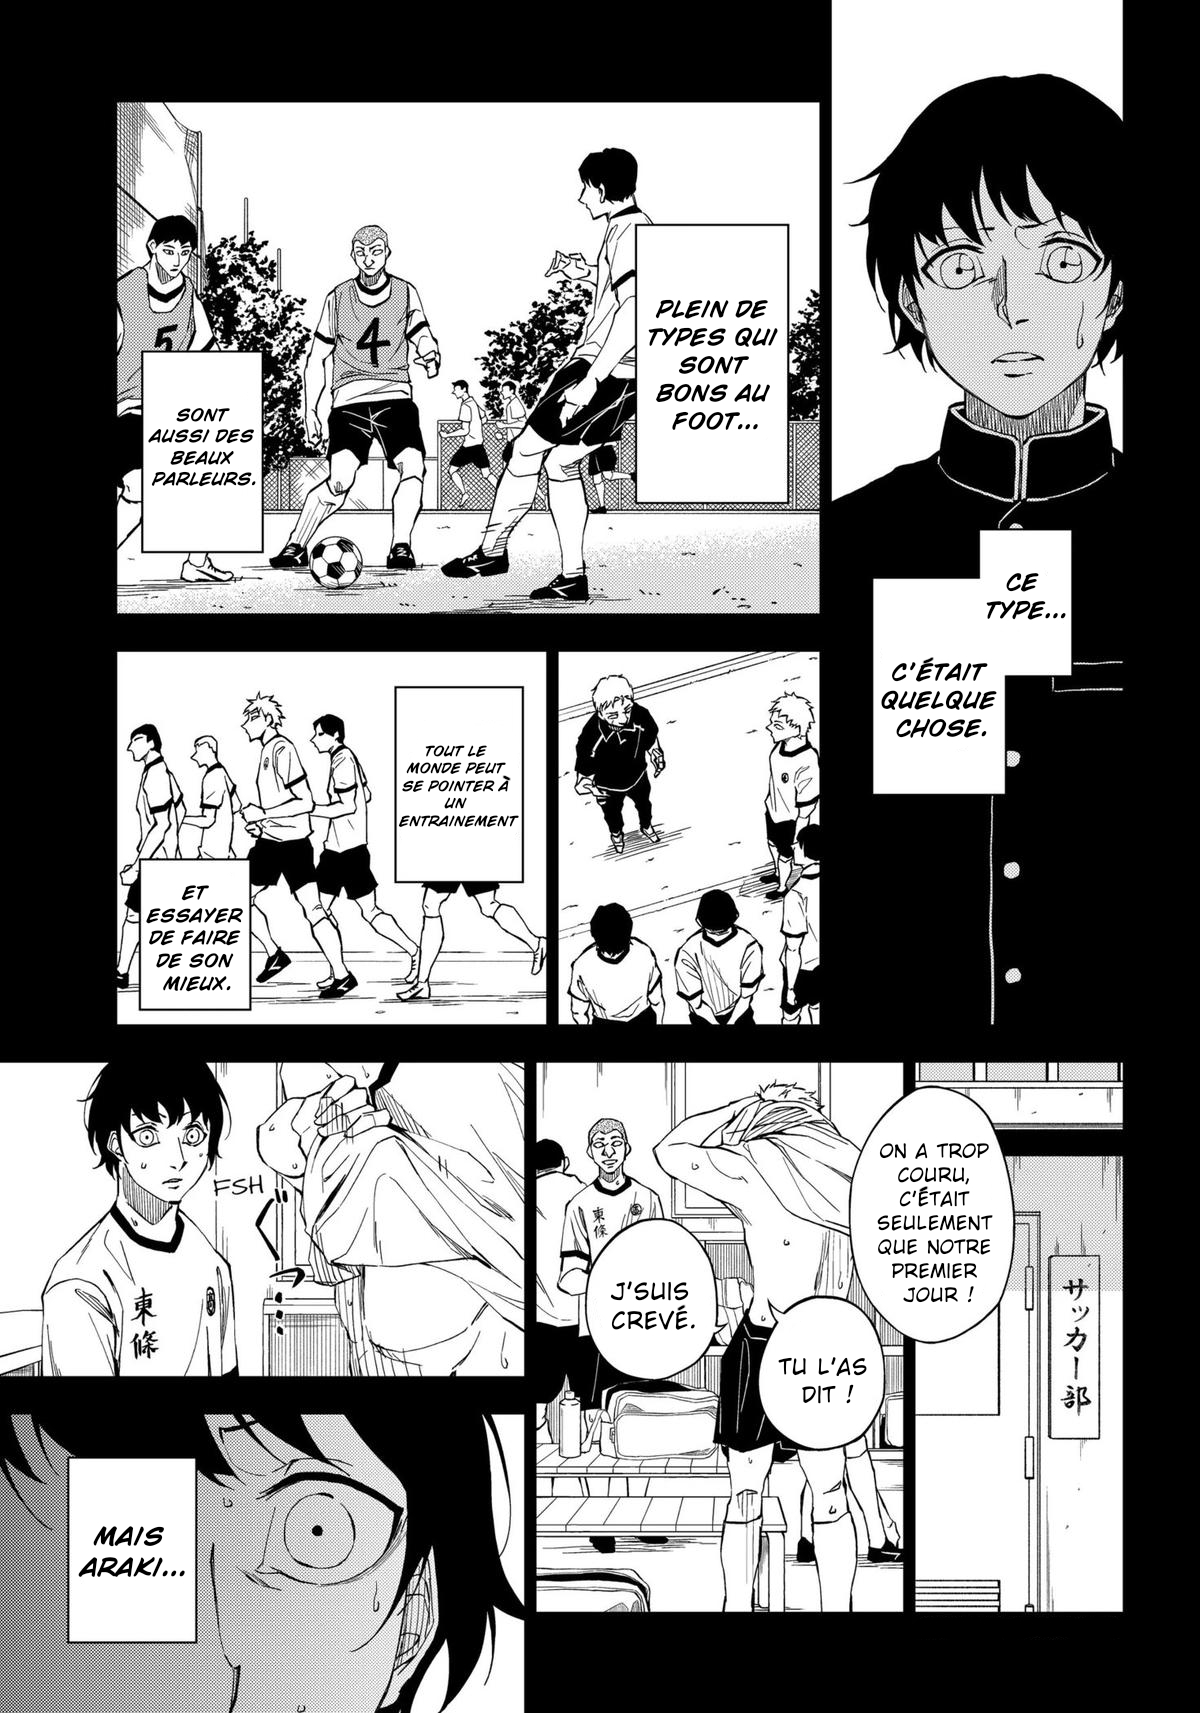 CE
TYPE...
C'ÉTAIT
QUELQUE
CHOSE.
PLEIN DE
TYPES QUI
SONT
BONS AU
FOOT...
5
4
SONT
AUSSI DES
BEAUX
PARLEURS.
TOUT LE
MONDE PEUT
SE POINTER À
UN
ENTRAINEMENT
ET
ESSAYER
DE FAIRE
DE SON
MIEUX.
ON A TROP
COURU,
C'ÉTAIT
SEULEMENT
QUE NOTRE
PREMIER
JOUR !
サッカー部
東條
J'SUIS
CREVÉ.
TU L'AS
DIT !
FSH
東條
MAIS
ARAKI...